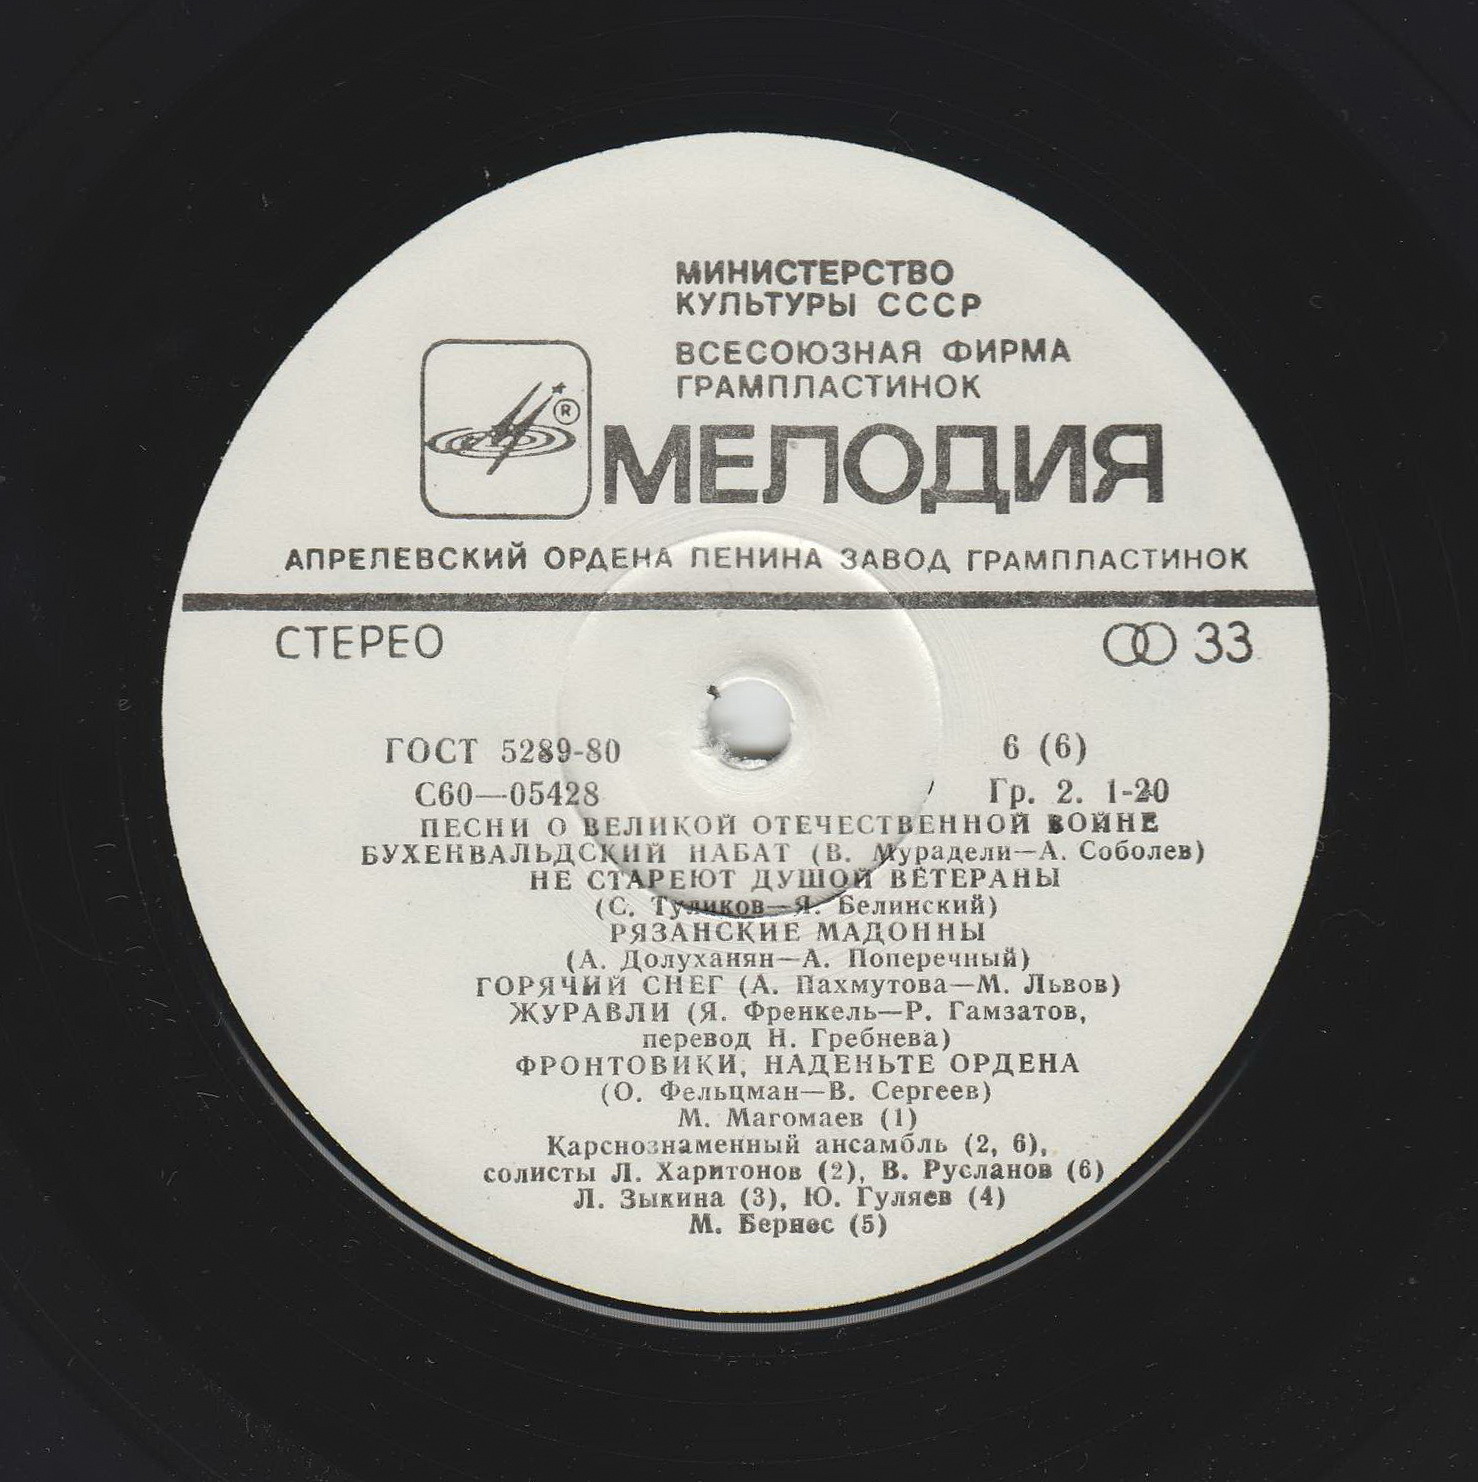 МИНИСТЕРСТВО
КУЛЬТУРЫ СССР
ВСЕСОЮЗНАЯ ФИРМА
ГРАМПЛАСТИНОК
®
МЕЛОДИЯ
АПРЕЛЕВСКИЙ ОРДЕНА ЛЕНИНА ЗАВОД ГРАМПЛАСТИНОК
СТЕРЕО 33
ГОСТ 5289-80 6 (6)
С60—05428 Гр. 2. 1-20
ПЕСНИ О ВЕЛИКОЙ ОТЕЧЕСТВЕННОЙ ВОЙНЕ
БУХЕНВАЛЬДСКИЙ НАБАТ (В. Мурадели—А. Соболев)
НЕ СТАРЕЮТ ДУШОЙ ВЕТЕРАНЫ
(С. Туликов—Я. Белинский)
РЯЗАНСКИЕ МАДОННЫ
(А. Долуханян—А. Поперечный)
ГОРЯЧИЙ СНЕГ (А. Пахмутова—М. Львов)
ЖУРАВЛИ (Я. Френкель—Р. Гамзатов,
перевод Н. Гребнева)
ФРОНТОВИКИ, НАДЕНЬТЕ ОРДЕНА
(О. Фельцман—В. Сергеев)
М. Магомаев (1)
Карснознаменный ансамбль (2, 6),
солисты Л. Харитонов (2), В. Русланов (6)
Л. Зыкина (3), Ю. Гуляев (4)
М. Бернес (5)